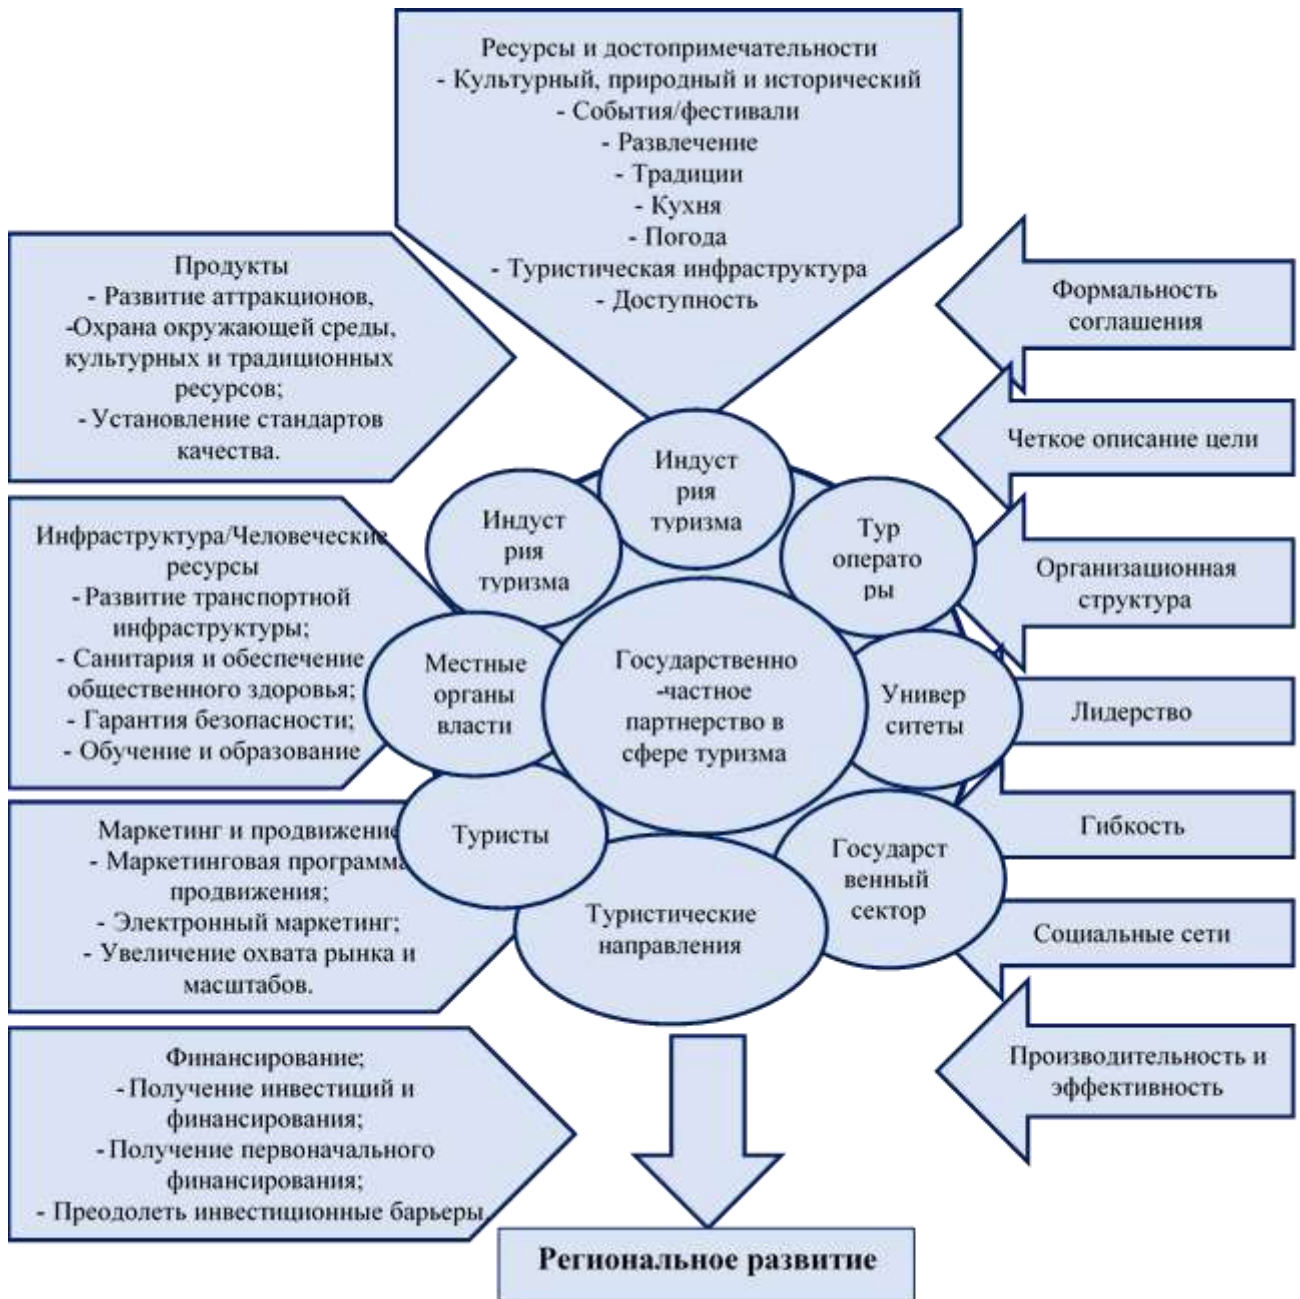 Ресурсы и достопримечательности
- Культурный, природный и исторический
- События/фестивали
- Развлечение
- Традиции
- Кухня
- Погода
- Туристическая инфраструктура
- Доступность
Продукты
- Развитие аттракционов,
-Охрана окружающей среды,
культурных и традиционных
ресурсов;
- Установление стандартов
качества.
Инфраструктура/Человеческие
ресурсы
- Развитие транспортной
инфраструктуры;
- Санитария и обеспечение
общественного здоровья;
- Гарантия безопасности;
- Обучение и образование
Маркетинг и продвижение
- Маркетинговая программа
продвижения;
- Электронный маркетинг;
- Увеличение охвата рынка и
масштабов.
Финансирование;
- Получение инвестиций и
финансирования;
- Получение первоначального
финансирования;
- Преодолеть инвестиционные барьеры
Индуст
рия
туризма
Индуст
рия
туризма
Тур
операто
ры
Местные
органы
власти
Государственно
-частное
партнерство в
сфере туризма
Универ
ситеты
Туристы
Туристические
направления
Государст
венный
сектор
Формальность
соглашения
Четкое описание цели
Организационная
структура
Лидерство
Гибкость
Социальные сети
Производительность и
эффективность
Региональное развитие